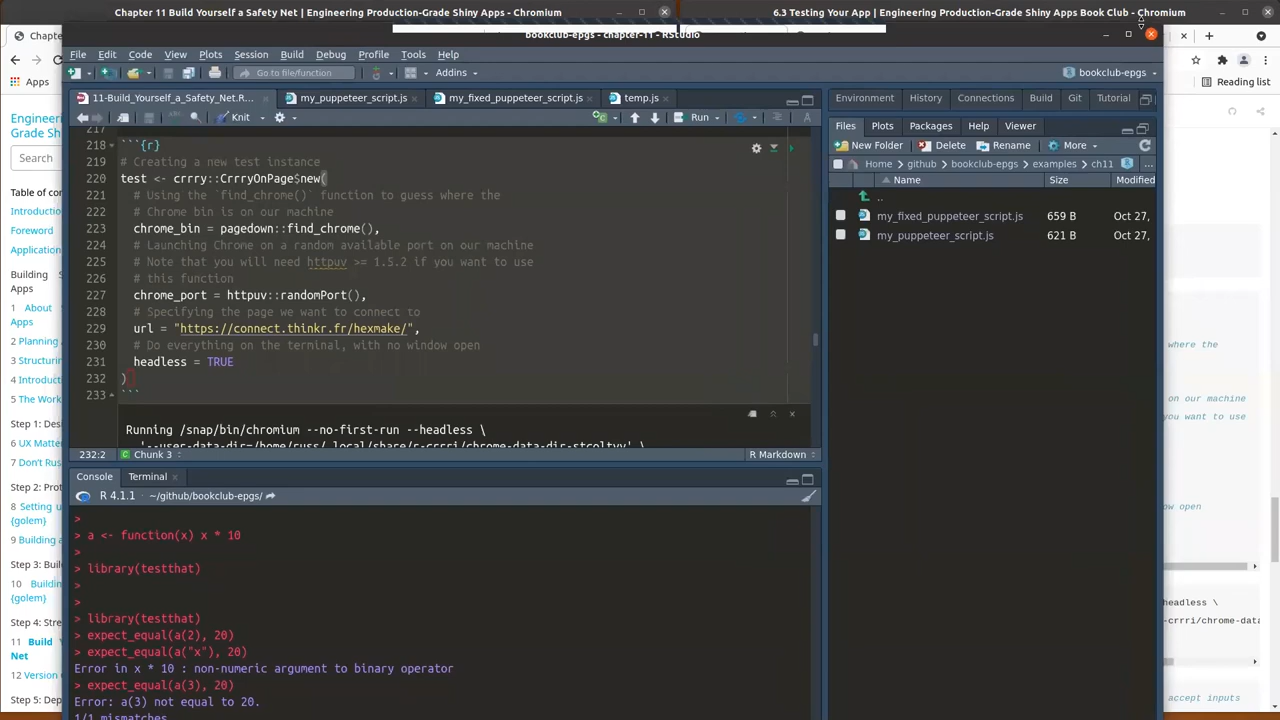 Chapter 11 Build Yourself a Safety Net | Engineering Production-Grade Shiny Apps - Chromium
6.3 Testing Your App | Engineering Production-Grade Shiny Apps Book Club - Chromium
bookclub-epgs - chapter-11 - RStudio
Chapte
Apps
Reading list
File Edit Code View Plots Session Build Debug Profile Tools Help
Go to file/function
Addins
bookclub-epgs
11-Build_Yourself_a_Safety_Net.R...
my_puppeteer_script.js
my_fixed_puppeteer_script.js
temp.js
Knit
Run
217
218 ```{r}
219 # Creating a new test instance
220 test <- crrry::CrrryOnPage$new(
221 # Using the `find_chrome()` function to guess where the
222 # Chrome bin is on our machine
223 chrome_bin = pagedown::find_chrome(),
224 # Launching Chrome on a random available port on our machine
225 # Note that you will need httpuv >= 1.5.2 if you want to use
226 # this function
227 chrome_port = httpuv::randomPort(),
228 # Specifying the page we want to connect to
229 url = "https://connect.thinkr.fr/hexmake/",
230 # Do everything on the terminal, with no window open
231 headless = TRUE
232 )
233 ```
Running /snap/bin/chromium --no-first-run --headless \
'--user-data-dir=/home/russ/.local/share/r-crrri/chrome-data-dir-stcoltyv' \
232:2
Chunk 3
R Markdown
Console
Terminal
R 4.1.1 · ~/github/bookclub-epgs/
>
> a <- function(x) x * 10
>
> library(testthat)
>
>
> library(testthat)
> expect_equal(a(2), 20)
> expect_equal(a("x"), 20)
Error in x * 10 : non-numeric argument to binary operator
> expect_equal(a(3), 20)
Error: a(3) not equal to 20.
1/1 mismatches
Environment History Connections Build Git Tutorial
Files Plots Packages Help Viewer
New Folder Delete Rename More
Home github bookclub-epgs examples ch11 ...
Name Size Modified
..
my_fixed_puppeteer_script.js 659 B Oct 27,
my_puppeteer_script.js 621 B Oct 27,
Engineering
Grade Shiny
Search
Table of con
Introduction
Foreword
Application
Building
Apps
1 About
Apps
2 Planning
3 Structuri
4 Introduct
5 The Work
Step 1: Desi
6 UX Matter
7 Don't Rus
Step 2: Prot
8 Setting u
{golem}
9 Building a
Step 3: Buil
10 Building
{golem}
Step 4: Stre
11 Build
Net
12 Version
Step 5: Dep
where the
on our machine
you want to use
ow open
headless \
-crrri/chrome-data
accept inputs